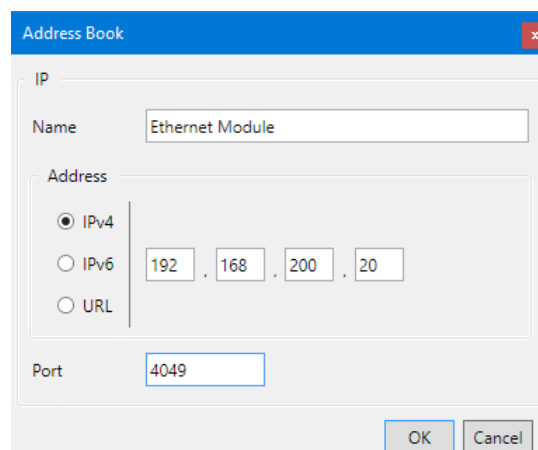 Address Book
x
IP
Name Ethernet Module
Address
IPv4
IPv6 192 . 168 . 200 . 20
URL
Port 4049
OK Cancel